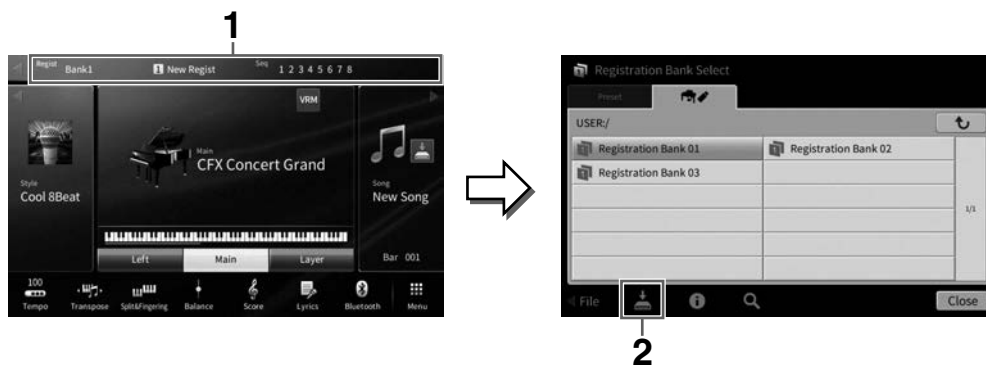 1
Regist Bank1 1 New Regist Seq 1 2 3 4 5 6 7 8
VRM
Main
CFX Concert Grand
Style
Cool 8Beat
Song
New Song
Left Main Layer Bar 001
100
Tempo Transpose Split&Fingering Balance Score Lyrics Bluetooth Menu
Registration Bank Select
Preset
USER:/
Registration Bank 01 Registration Bank 02
Registration Bank 03
1/1
File Close
2